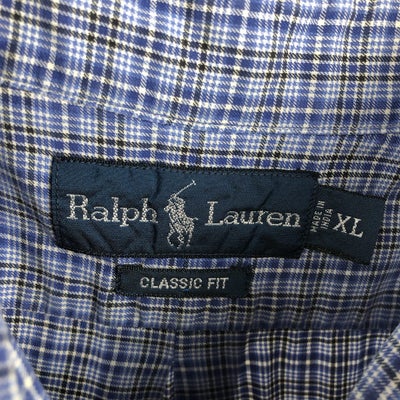 Ralph Lauren
MADE IN
INDIA
XL
CLASSIC FIT